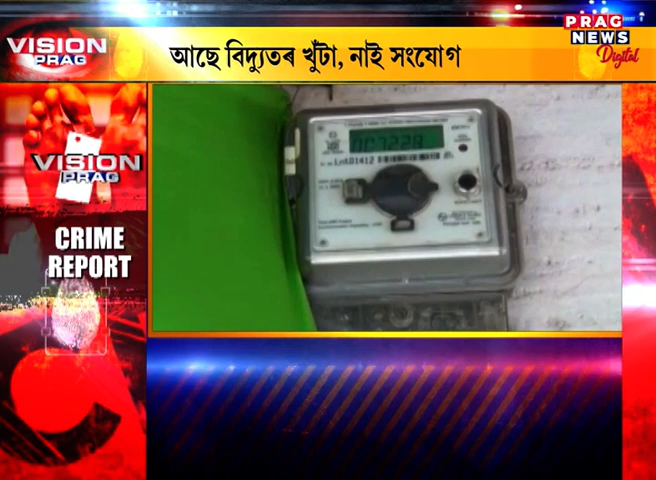 PRAG
NEWS
Digital
VISION
PRAG
আছে বিদ্যুতৰ খুঁটা, নাই সংযোগ
VISION
PRAG
CRIME
REPORT